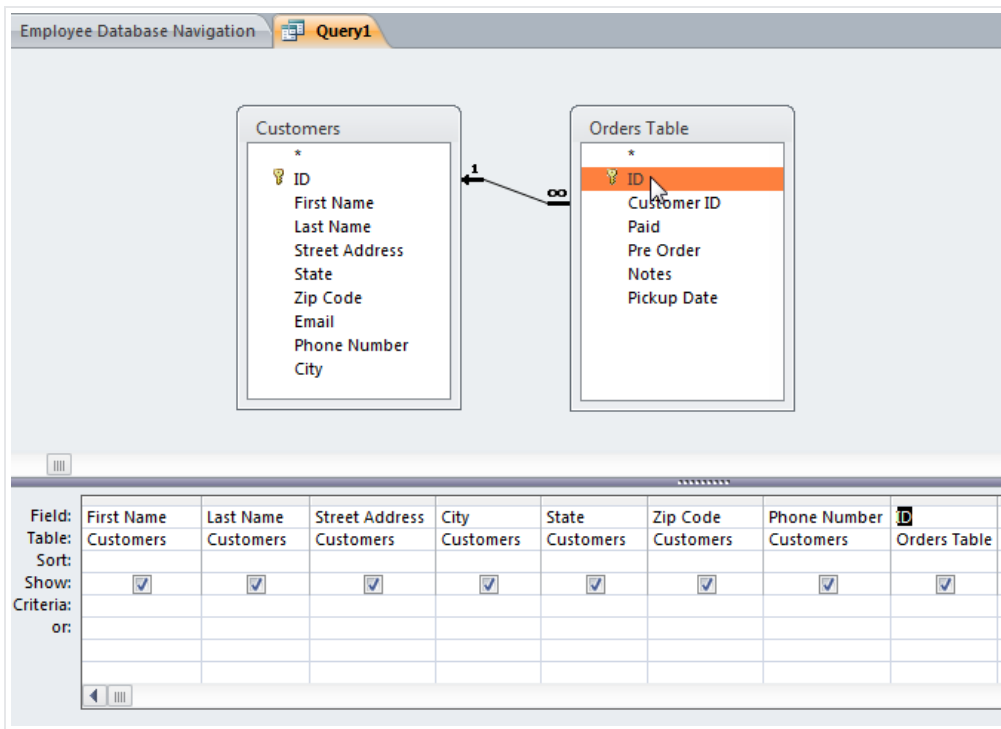 Employee Database Navigation Query1
Customers
*
ID
First Name
Last Name
Street Address
State
Zip Code
Email
Phone Number
City
1
∞
Orders Table
*
ID
Customer ID
Paid
Pre Order
Notes
Pickup Date
Field: First Name Last Name Street Address City State Zip Code Phone Number ID
Table: Customers Customers Customers Customers Customers Customers Customers Orders Table
Sort:
Show:
Criteria:
or: